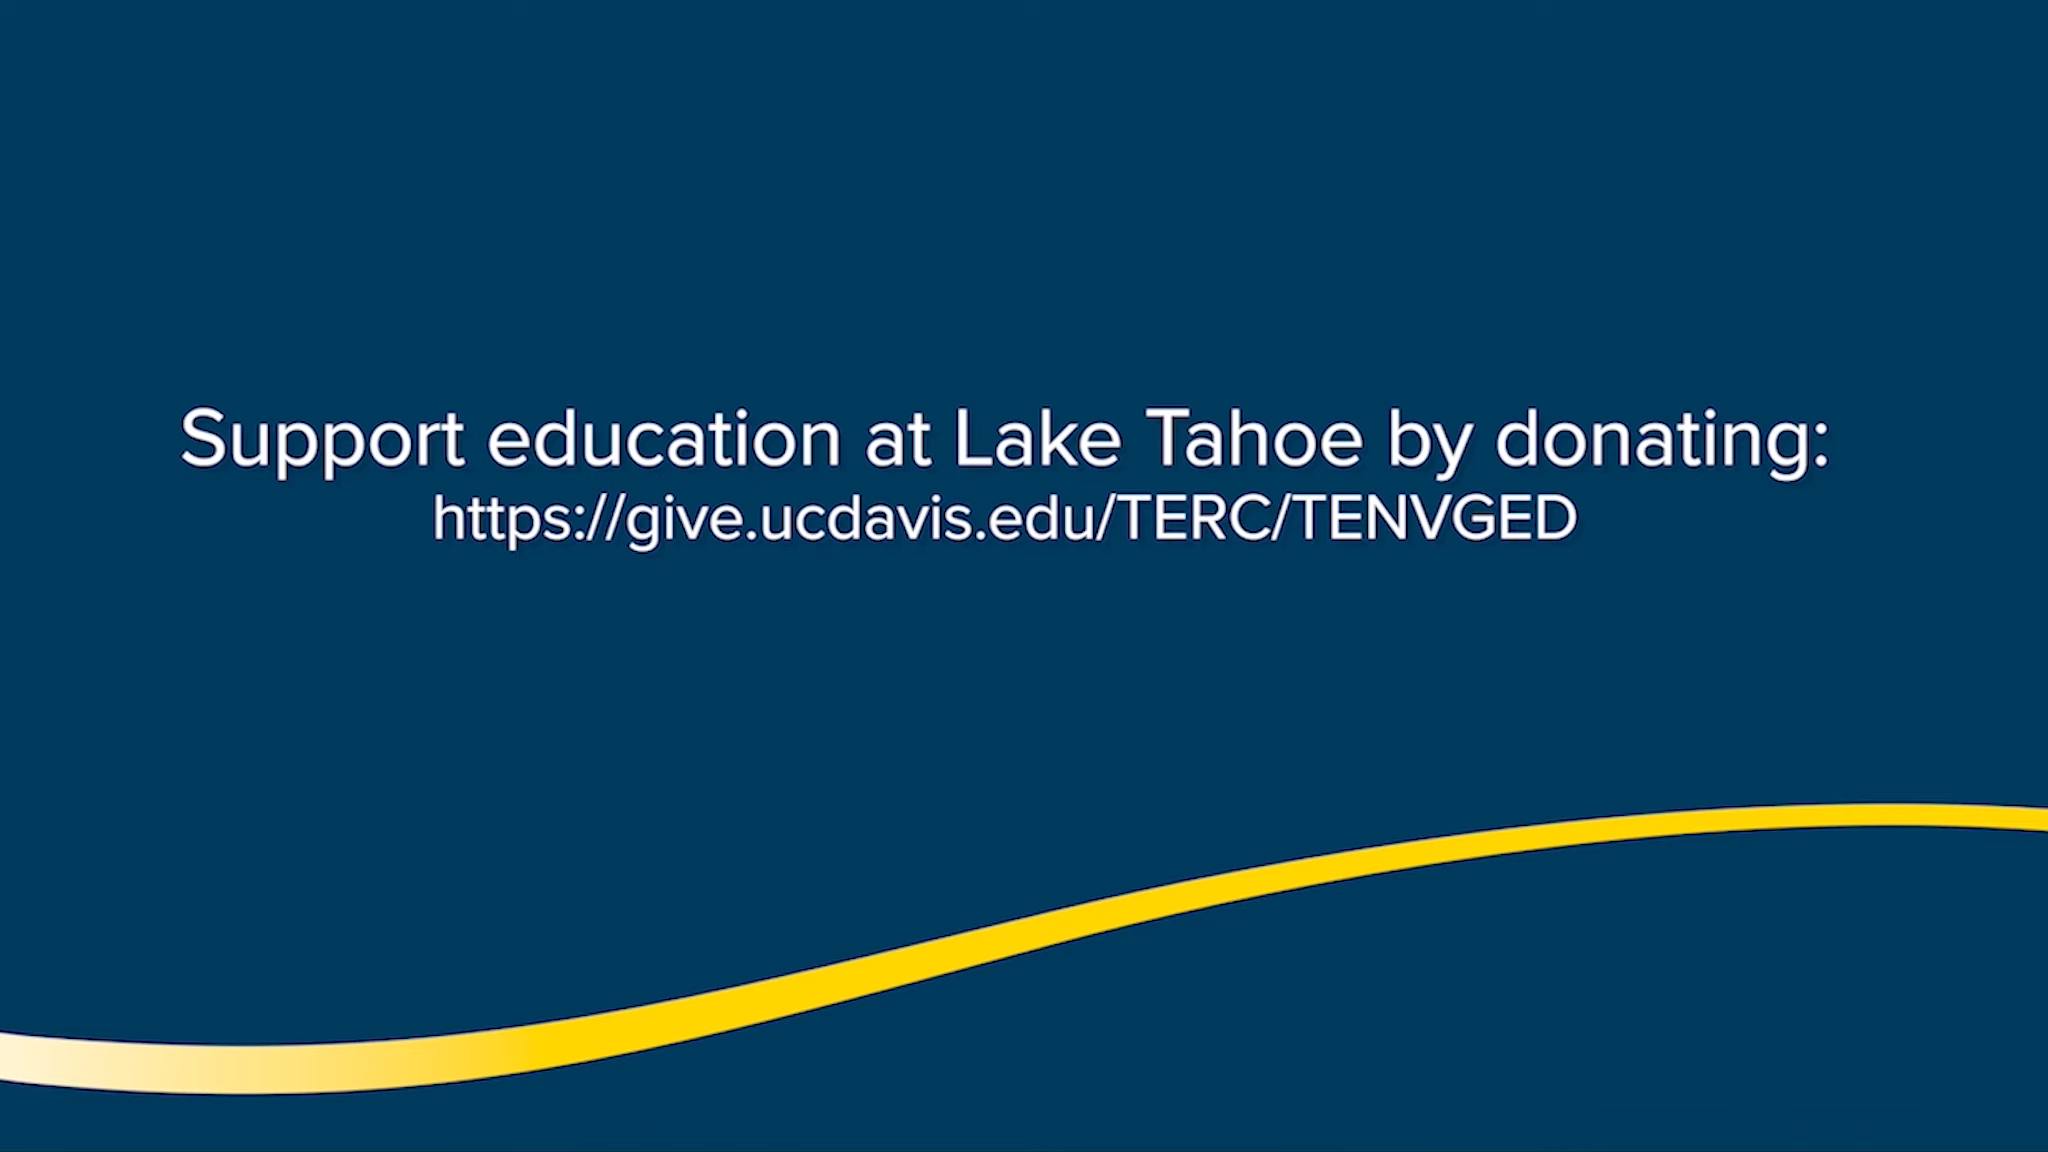 Support education at Lake Tahoe by donating:
https://give.ucdavis.edu/TERC/TENVGED